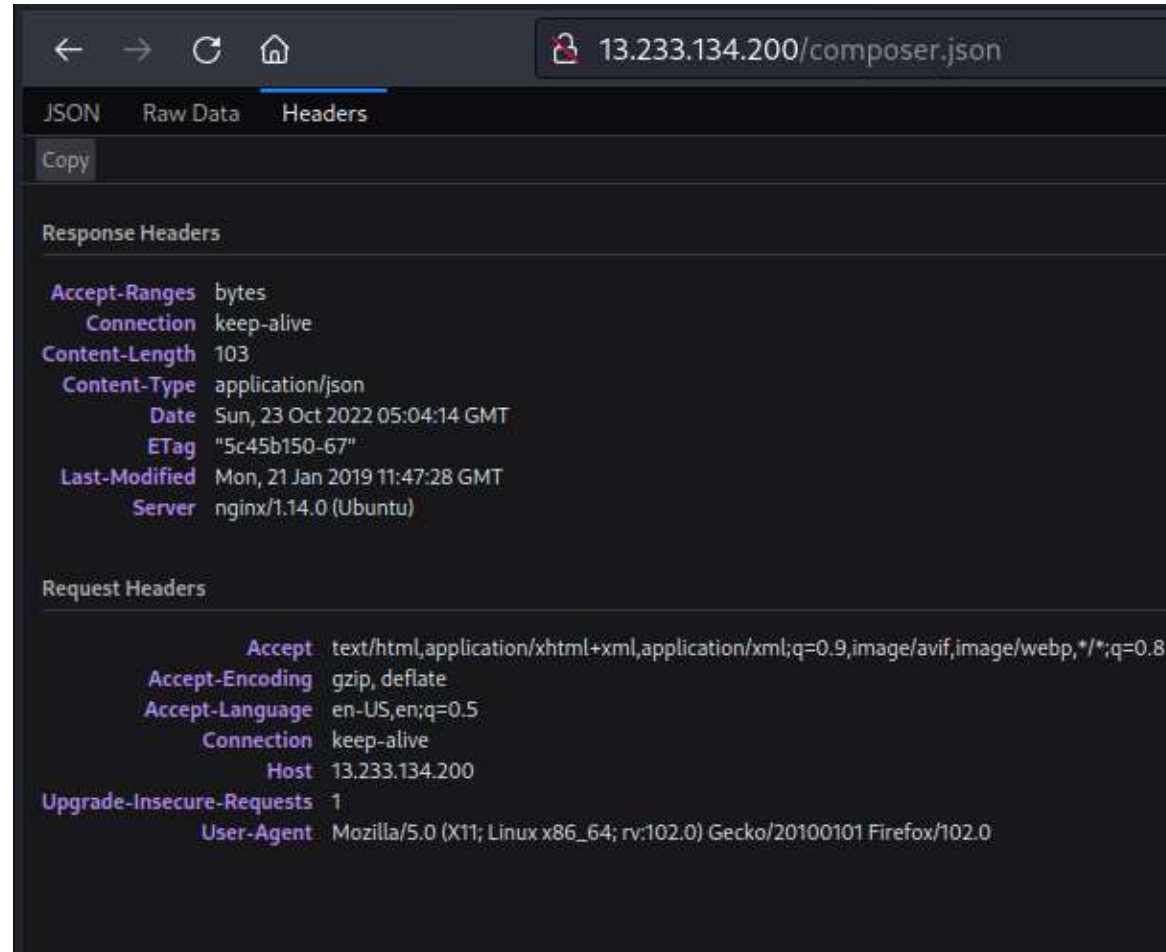 13.233.134.200/composer.json
JSON Raw Data Headers
Copy
Response Headers
Accept-Ranges bytes
Connection keep-alive
Content-Length 103
Content-Type application/json
Date Sun, 23 Oct 2022 05:04:14 GMT
ETag "5c45b150-67"
Last-Modified Mon, 21 Jan 2019 11:47:28 GMT
Server nginx/1.14.0 (Ubuntu)
Request Headers
Accept text/html,application/xhtml+xml,application/xml;q=0.9,image/avif,image/webp,*/*;q=0.8
Accept-Encoding gzip, deflate
Accept-Language en-US,en;q=0.5
Connection keep-alive
Host 13.233.134.200
Upgrade-Insecure-Requests 1
User-Agent Mozilla/5.0 (X11; Linux x86_64; rv:102.0) Gecko/20100101 Firefox/102.0